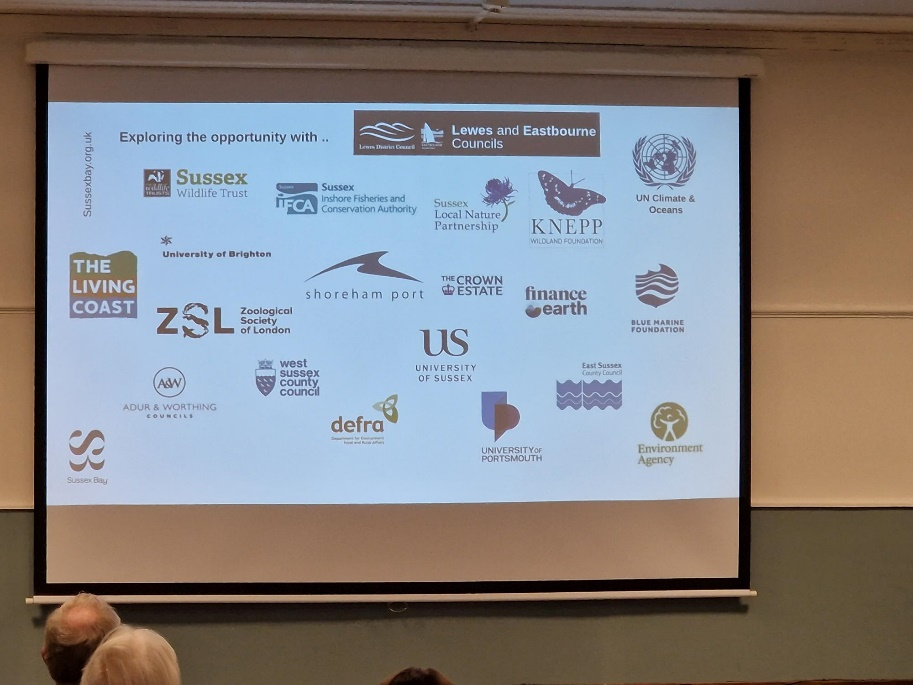 Sussexbay.org.uk
Exploring the opportunity with ..
Lewes District Council
Lewes and Eastbourne
Councils
UN Climate &
Oceans
WILDLIFE
TRUSTS
Sussex
Wildlife Trust
Sussex
IFCA
Sussex
Inshore Fisheries and
Conservation Authority
Sussex
Local Nature
Partnership
KNEPP
WILDLAND FOUNDATION
THE
LIVING
COAST
University of Brighton
shoreham port
THE CROWN
ESTATE
finance
earth
BLUE MARINE
FOUNDATION
ZSL
Zoological
Society
of London
US
UNIVERSITY
OF SUSSEX
A&W
ADUR & WORTHING
COUNCILS
west
sussex
county
council
East Sussex
County Council
defra
Department for Environment
Food and Rural Affairs
UNIVERSITY OF
PORTSMOUTH
Environment
Agency
Sussex Bay